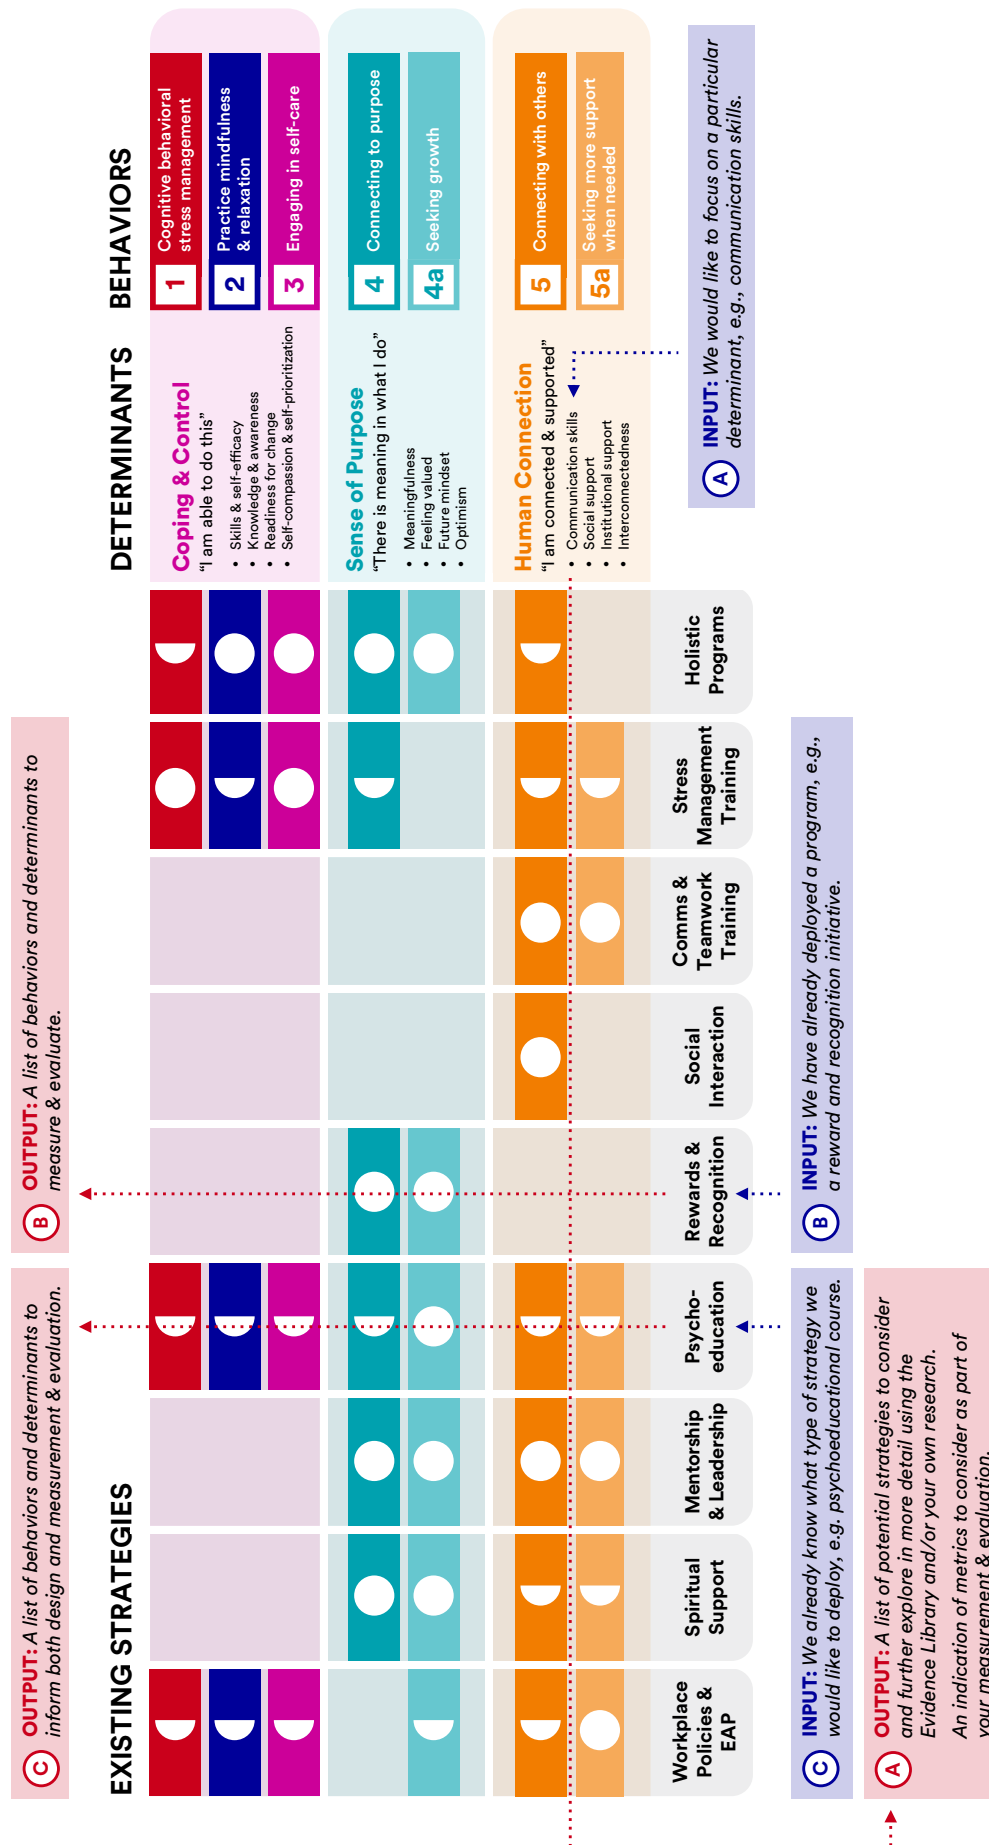 C
OUTPUT: A list of behaviors and determinants to
inform both design and measurement & evaluation.
B
OUTPUT: A list of behaviors and determinants to
measure & evaluate.
EXISTING STRATEGIES
DETERMINANTS
BEHAVIORS
Coping & Control
“I am able to do this”
• Skills & self-efficacy
• Knowledge & awareness
• Readiness for change
• Self-compassion & self-prioritization
1
Cognitive behavioral
stress management
2
Practice mindfulness
& relaxation
3
Engaging in self-care
Sense of Purpose
“There is meaning in what I do”
• Meaningfulness
• Feeling valued
• Future mindset
• Optimism
4
Connecting to purpose
4a
Seeking growth
Human Connection
“I am connected & supported”
• Communication skills
• Social support
• Institutional support
• Interconnectedness
5
Connecting with others
5a
Seeking more support
when needed
Workplace
Policies &
EAP
Spiritual
Support
Mentorship
& Leadership
Psycho-
education
Rewards &
Recognition
Social
Interaction
Comms &
Teamwork
Training
Stress
Management
Training
Holistic
Programs
A
INPUT: We would like to focus on a particular
determinant, e.g., communication skills.
C
INPUT: We already know what type of strategy we
would like to deploy, e.g. psychoeducational course.
B
INPUT: We have already deployed a program, e.g.,
a reward and recognition initiative.
A
OUTPUT: A list of potential strategies to consider
and further explore in more detail using the
Evidence Library and/or your own research.
An indication of metrics to consider as part of
your measurement & evaluation.